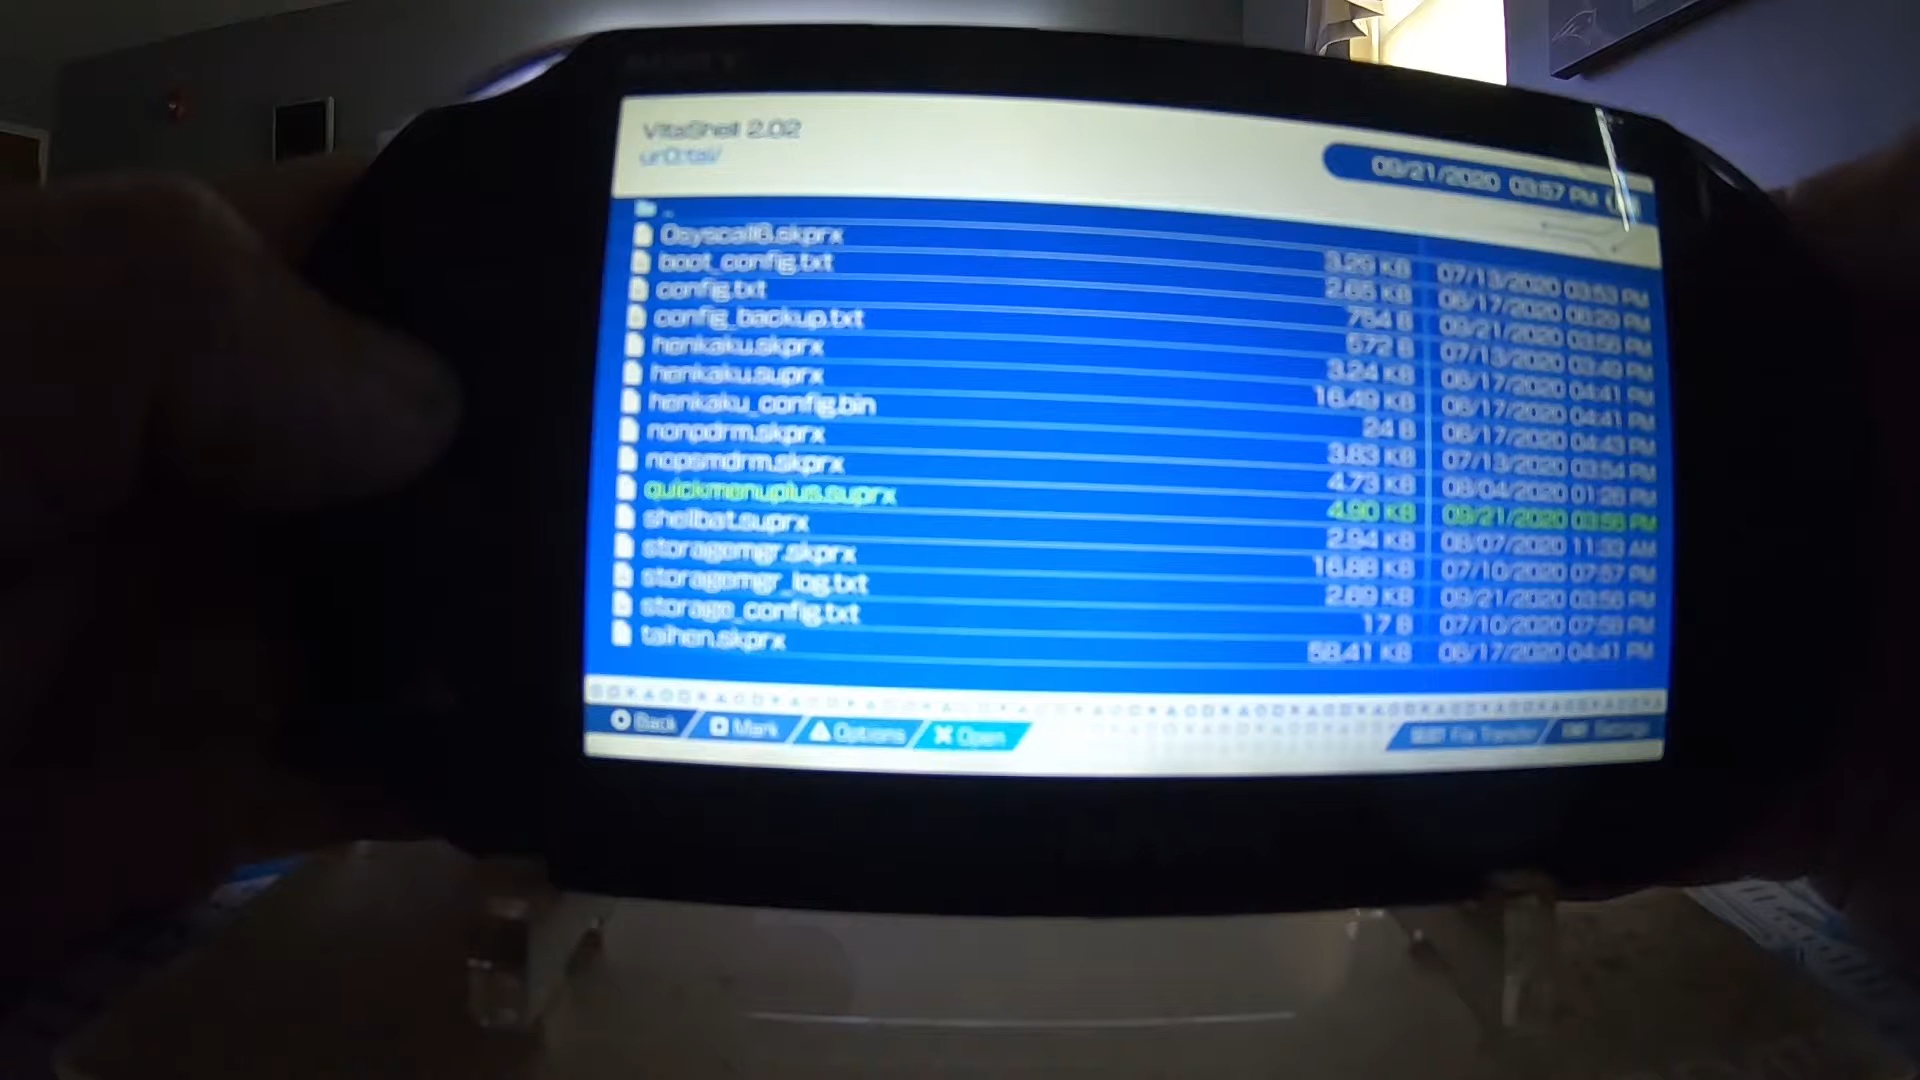 SONY
VitaShell 2.02
ur0:tai/
09/21/2020 03:57 PM
..
0syscall6.skprx 3.29 KB 07/13/2020 03:53 PM
boot_config.txt 2.65 KB 06/17/2020 08:29 PM
config.txt 754 B 09/21/2020 03:56 PM
config_backup.txt 572 B 07/13/2020 03:49 PM
henkaku.skprx 3.24 KB 06/17/2020 04:41 PM
henkaku.suprx 16.49 KB 06/17/2020 04:41 PM
henkaku_config.bin 24 B 06/17/2020 04:43 PM
nonpdrm.skprx 3.83 KB 07/13/2020 03:54 PM
nopsmdrm.skprx 4.73 KB 08/04/2020 01:26 PM
quickmenuplus.suprx 4.90 KB 09/21/2020 03:56 PM
shellbat.suprx 2.94 KB 08/07/2020 11:33 AM
storagemgr.skprx 16.88 KB 07/10/2020 07:57 PM
storagemgr_log.txt 2.69 KB 09/21/2020 03:56 PM
storage_config.txt 17 B 07/10/2020 07:58 PM
taihen.skprx 58.41 KB 06/17/2020 04:41 PM
Back Mark Options Open
Settings